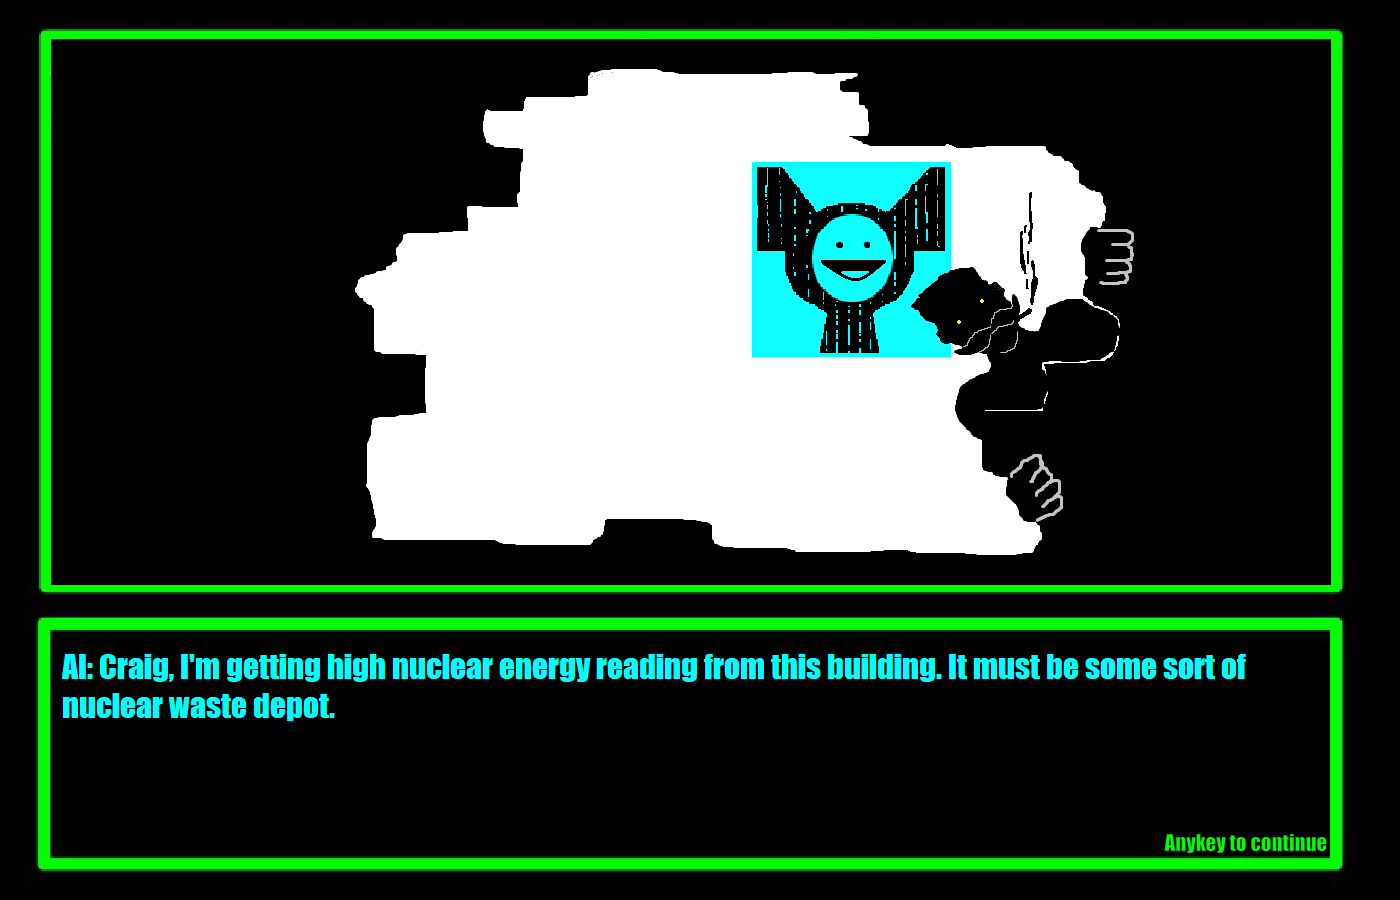 AI: Craig, I'm getting high nuclear energy reading from this building. It must be some sort of
nuclear waste depot.
Anykey to continue